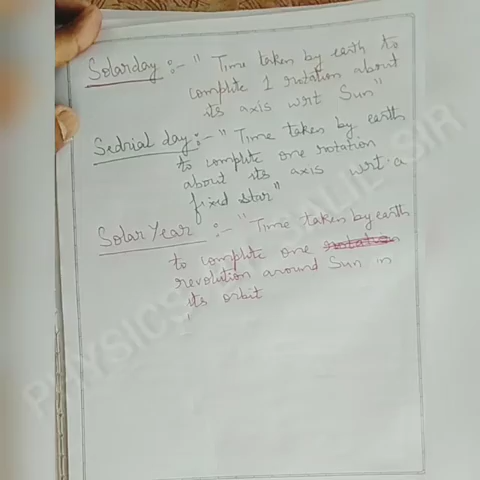 Solarday :- " Time taken by earth to
complete 1 rotation about
its axis wrt Sun"
Sedrial day :- "Time taken by earth
to complete one rotation
about its axis wrt a
fixed star"
Solar Year :- "Time taken by earth
to complete one rotation
revolution around Sun in
its orbit